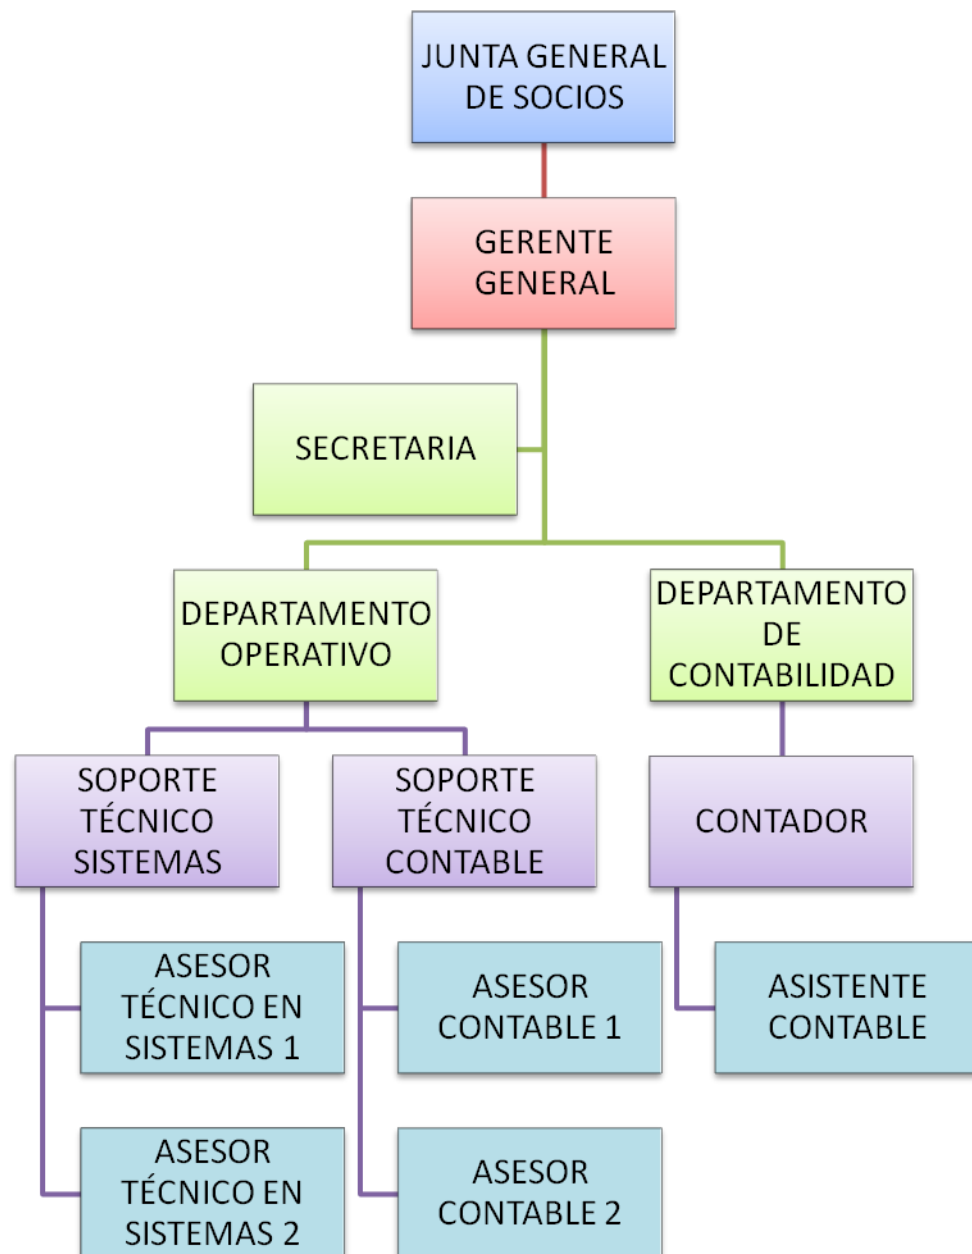 JUNTA GENERAL
DE SOCIOS
GERENTE
GENERAL
SECRETARIA
DEPARTAMENTO
OPERATIVO
DEPARTAMENTO
DE
CONTABILIDAD
SOPORTE
TÉCNICO
SISTEMAS
SOPORTE
TÉCNICO
CONTABLE
CONTADOR
ASESOR
TÉCNICO EN
SISTEMAS 1
ASESOR
CONTABLE 1
ASISTENTE
CONTABLE
ASESOR
TÉCNICO EN
SISTEMAS 2
ASESOR
CONTABLE 2